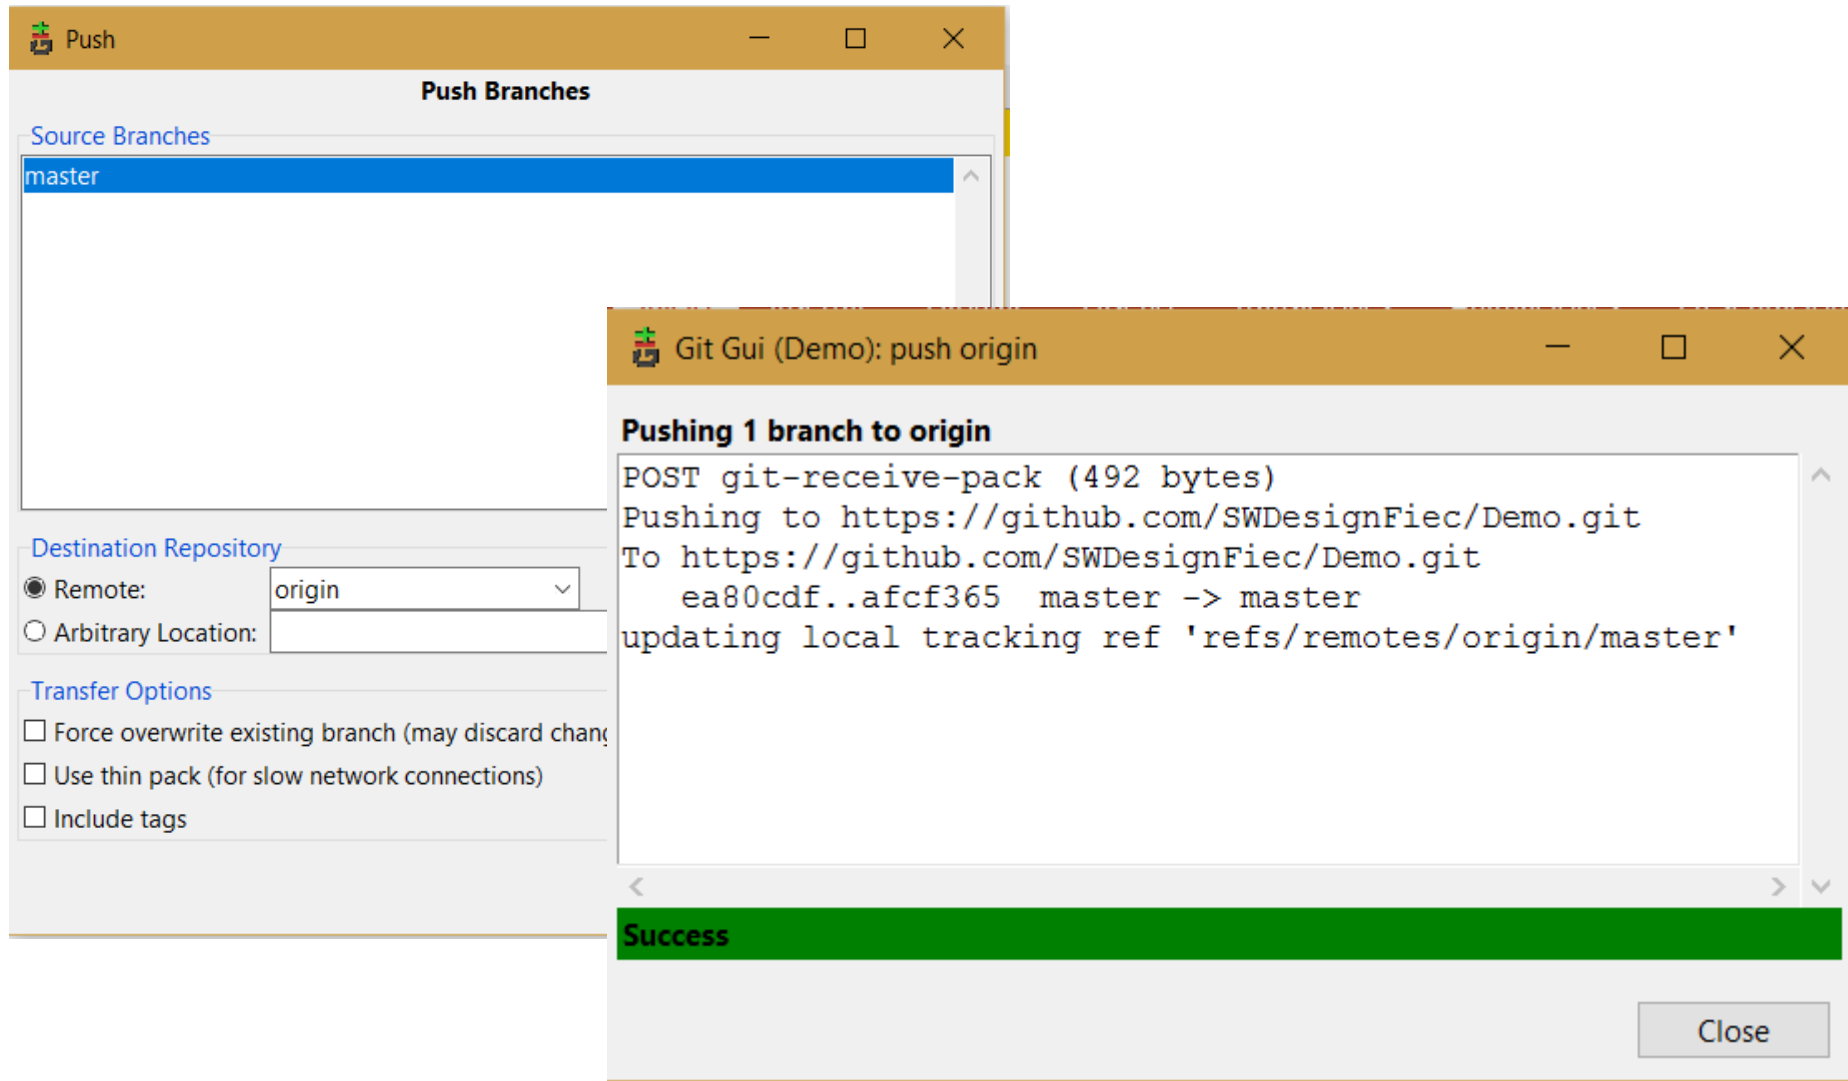 Push
Push Branches
Source Branches
master
Destination Repository
Remote:
origin
Arbitrary Location:
Transfer Options
Force overwrite existing branch (may discard
Use thin pack (for slow network connections)
Include tags
Git Gui (Demo): push origin
Pushing 1 branch to origin
POST git-receive-pack (492 bytes)
Pushing to https://github.com/SWDesignFiec/Demo.git
To https://github.com/SWDesignFiec/Demo.git
ea80cdf..afcf365 master -> master
updating local tracking ref 'refs/remotes/origin/master'
Success
Close